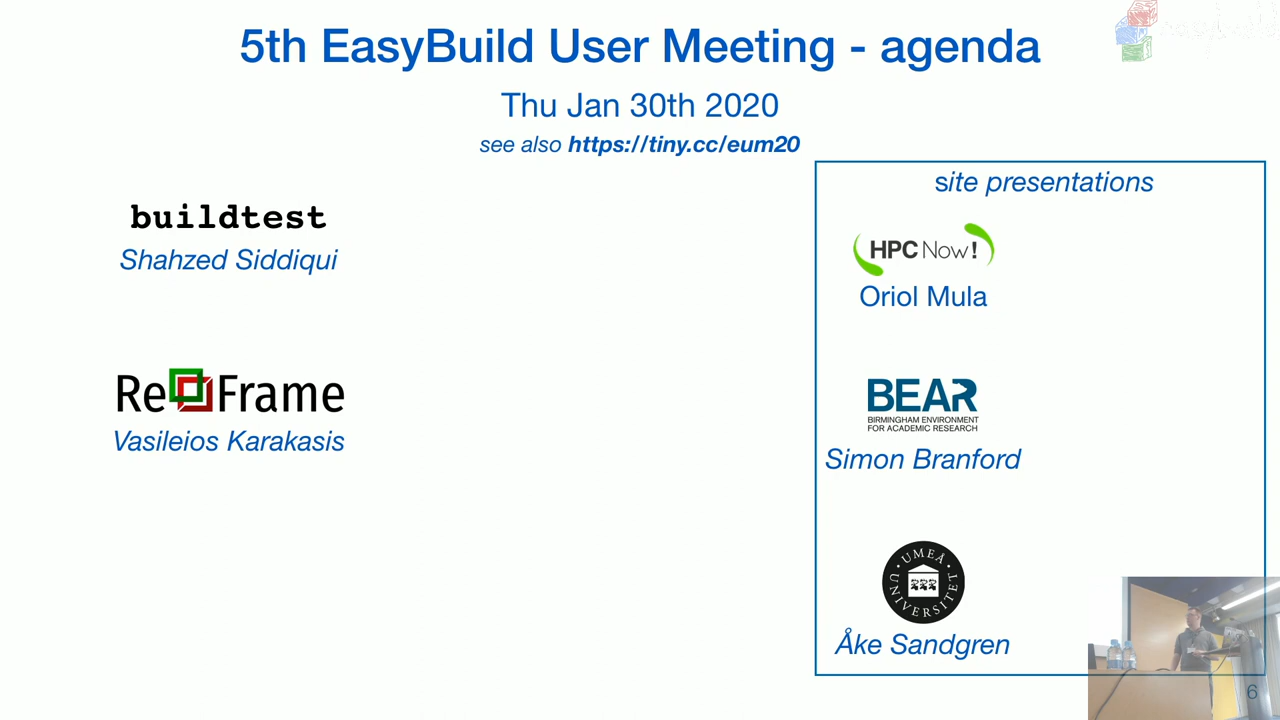 5th EasyBuild User Meeting - agenda
Thu Jan 30th 2020
see also https://tiny.cc/eum20
buildtest
Shahzed Siddiqui
ReFrame
Vasileios Karakasis
site presentations
HPCNow!
Oriol Mula
BEAR
BIRMINGHAM ENVIRONMENT
FOR ACADEMIC RESEARCH
Simon Branford
UMEÅ
UNIVERSITET
Åke Sandgren
6